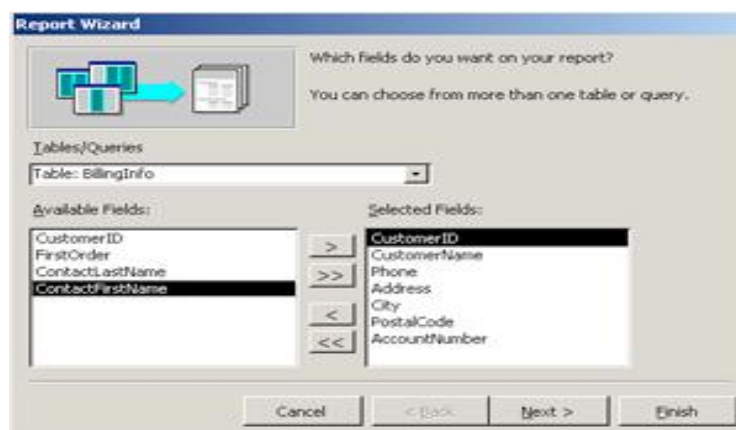 Report Wizard
Which fields do you want on your report?
You can choose from more than one table or query.
Tables/Queries
Table: BillingInfo
Available Fields:
Selected Fields:
CustomerID
FirstOrder
ContactLastName
ContactFirstName
>
>>
<
<<
CustomerID
CustomerName
Phone
Address
City
PostalCode
AccountNumber
Cancel
< Back
Next >
Finish